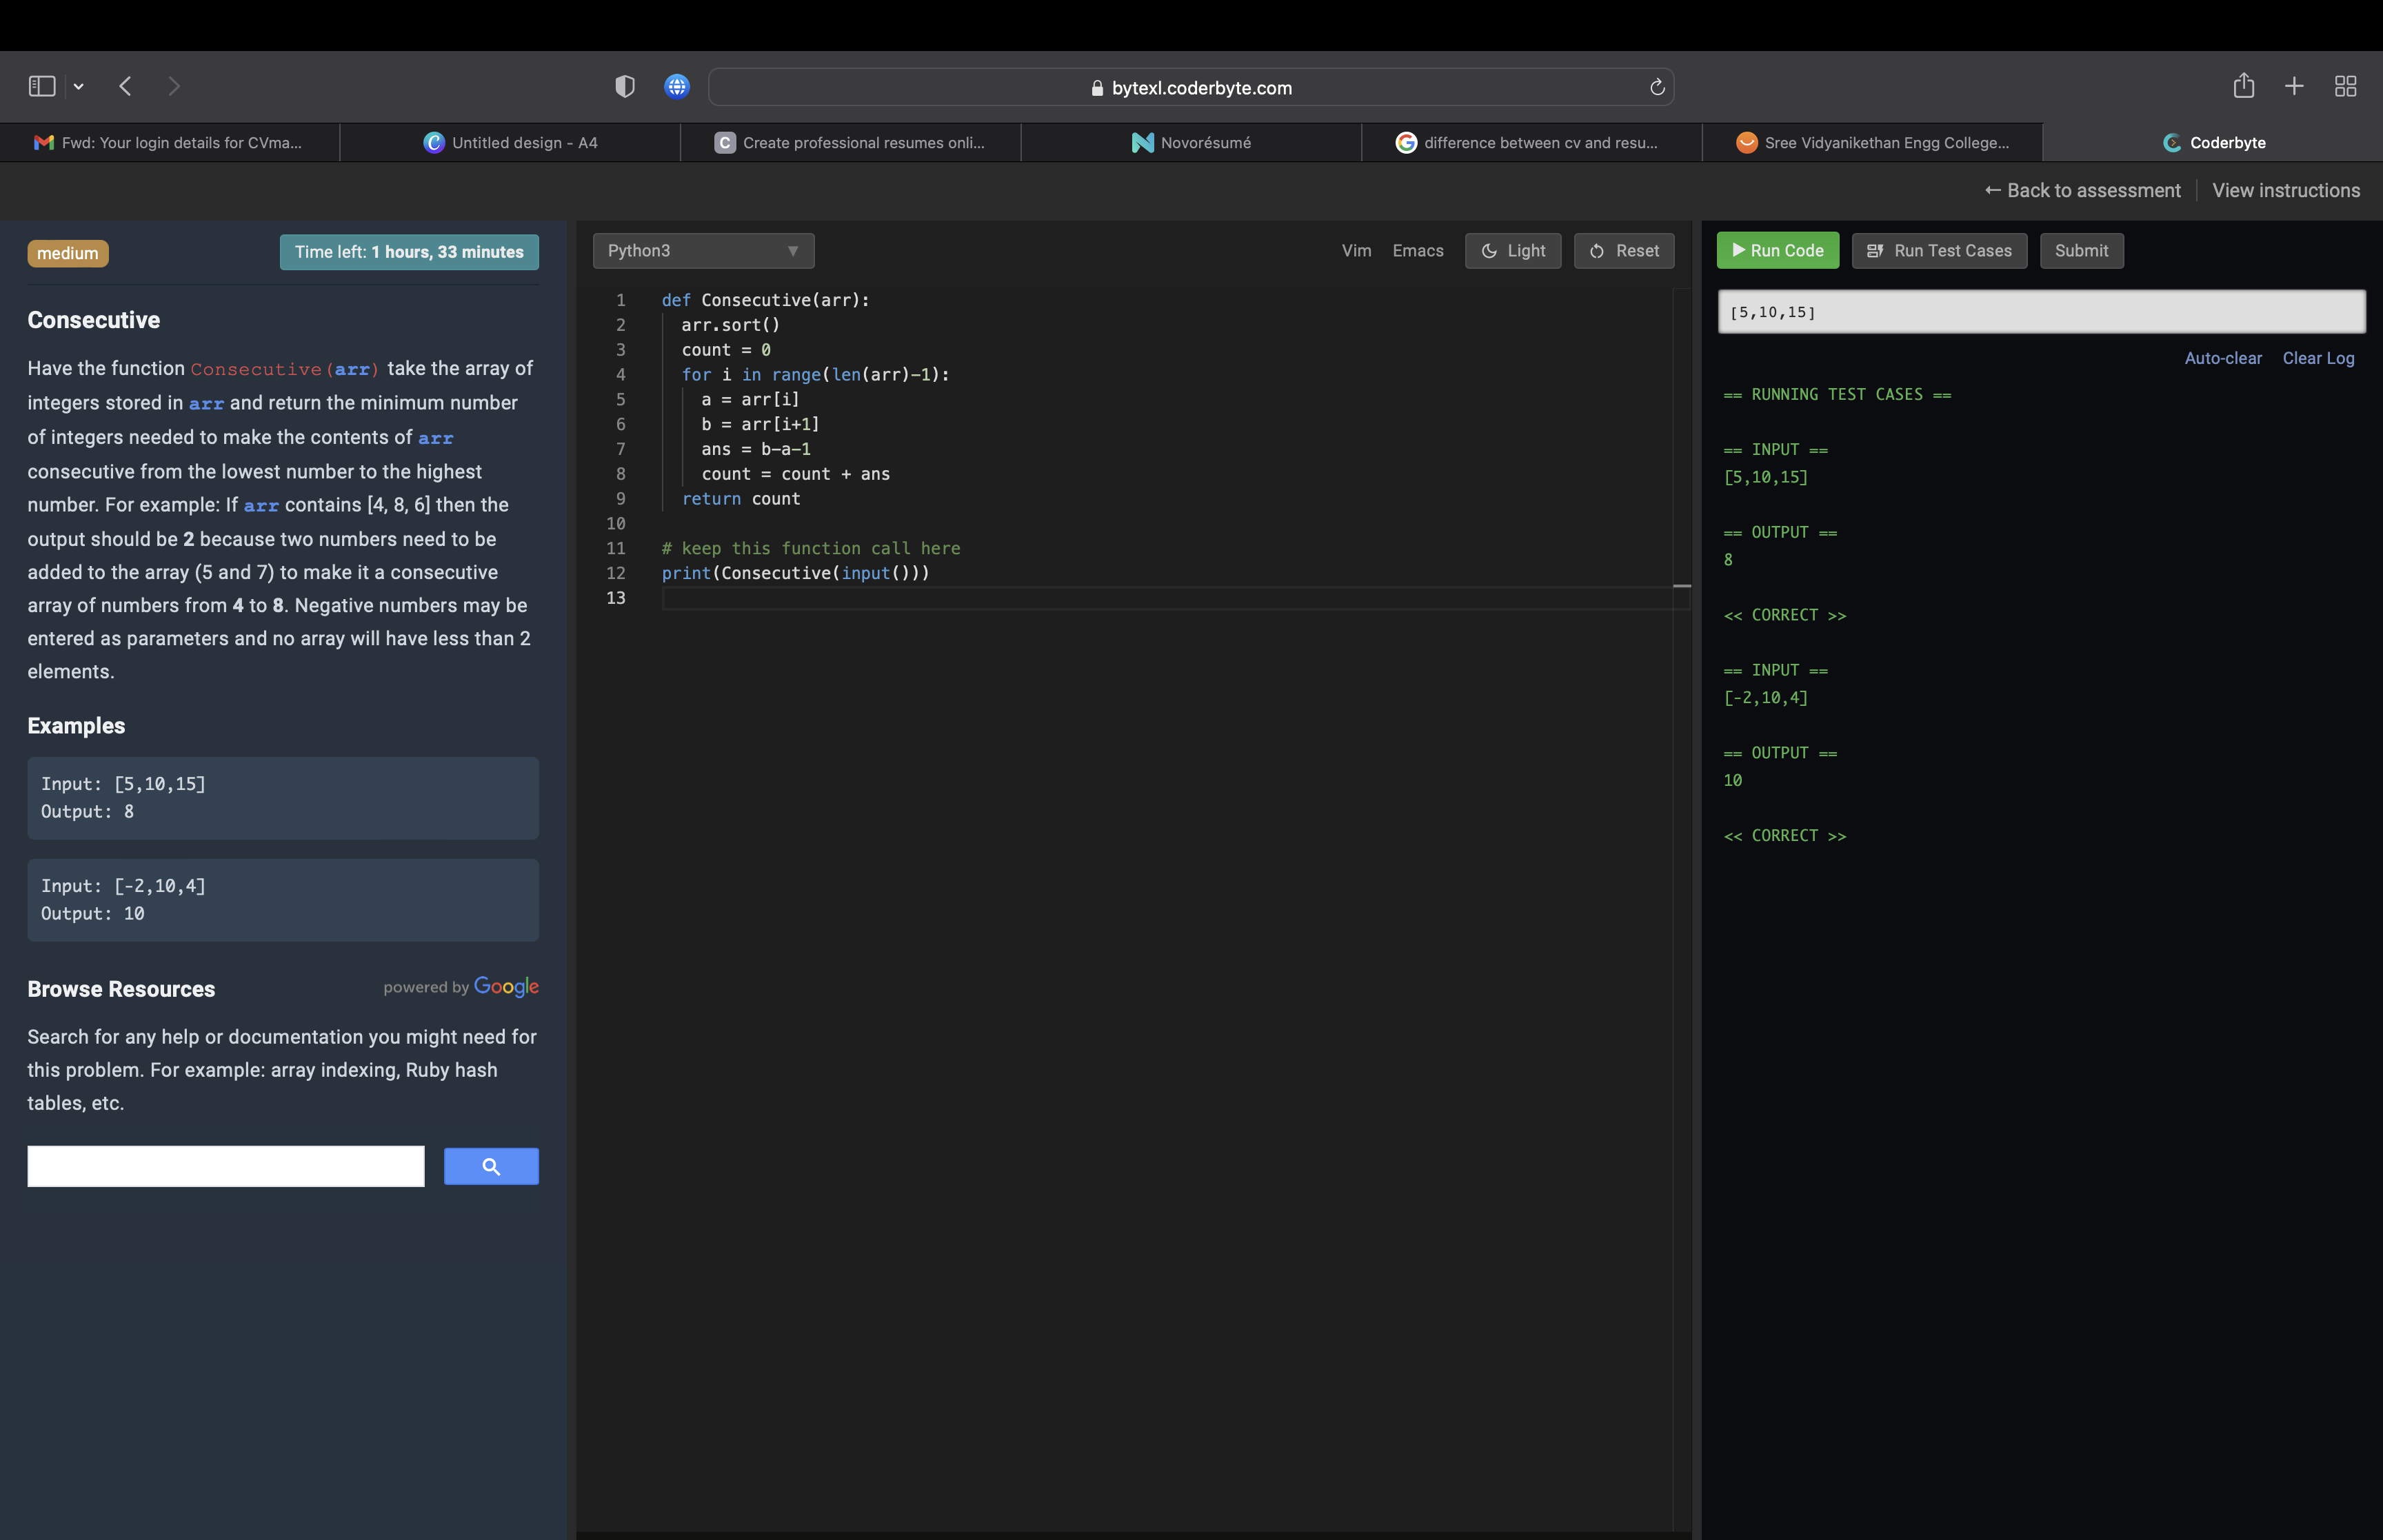 bytexl.coderbyte.com
Fwd: Your login details for CVma...
Untitled design - A4
C Create professional resumes onli...
Novorésumé
difference between cv and resu...
Sree Vidyanikethan Engg College...
Coderbyte
← Back to assessment
View instructions
medium
Time left: 1 hours, 33 minutes
Consecutive
Have the function Consecutive(arr) take the array of
integers stored in arr and return the minimum number
of integers needed to make the contents of arr
consecutive from the lowest number to the highest
number. For example: If arr contains [4, 8, 6] then the
output should be 2 because two numbers need to be
added to the array (5 and 7) to make it a consecutive
array of numbers from 4 to 8. Negative numbers may be
entered as parameters and no array will have less than 2
elements.
Examples
Input: [5,10,15]
Output: 8
Input: [-2,10,4]
Output: 10
Browse Resources
powered by Google
Search for any help or documentation you might need for
this problem. For example: array indexing, Ruby hash
tables, etc.
Python3
Vim
Emacs
Light
Reset
1 def Consecutive(arr):
2 arr.sort()
3 count = 0
4 for i in range(len(arr)-1):
5 a = arr[i]
6 b = arr[i+1]
7 ans = b-a-1
8 count = count + ans
9 return count
10
11 # keep this function call here
12 print(Consecutive(input()))
13
Run Code
Run Test Cases
Submit
[5,10,15]
Auto-clear
Clear Log
== RUNNING TEST CASES ==
== INPUT ==
[5,10,15]
== OUTPUT ==
8
<< CORRECT >>
== INPUT ==
[-2,10,4]
== OUTPUT ==
10
<< CORRECT >>